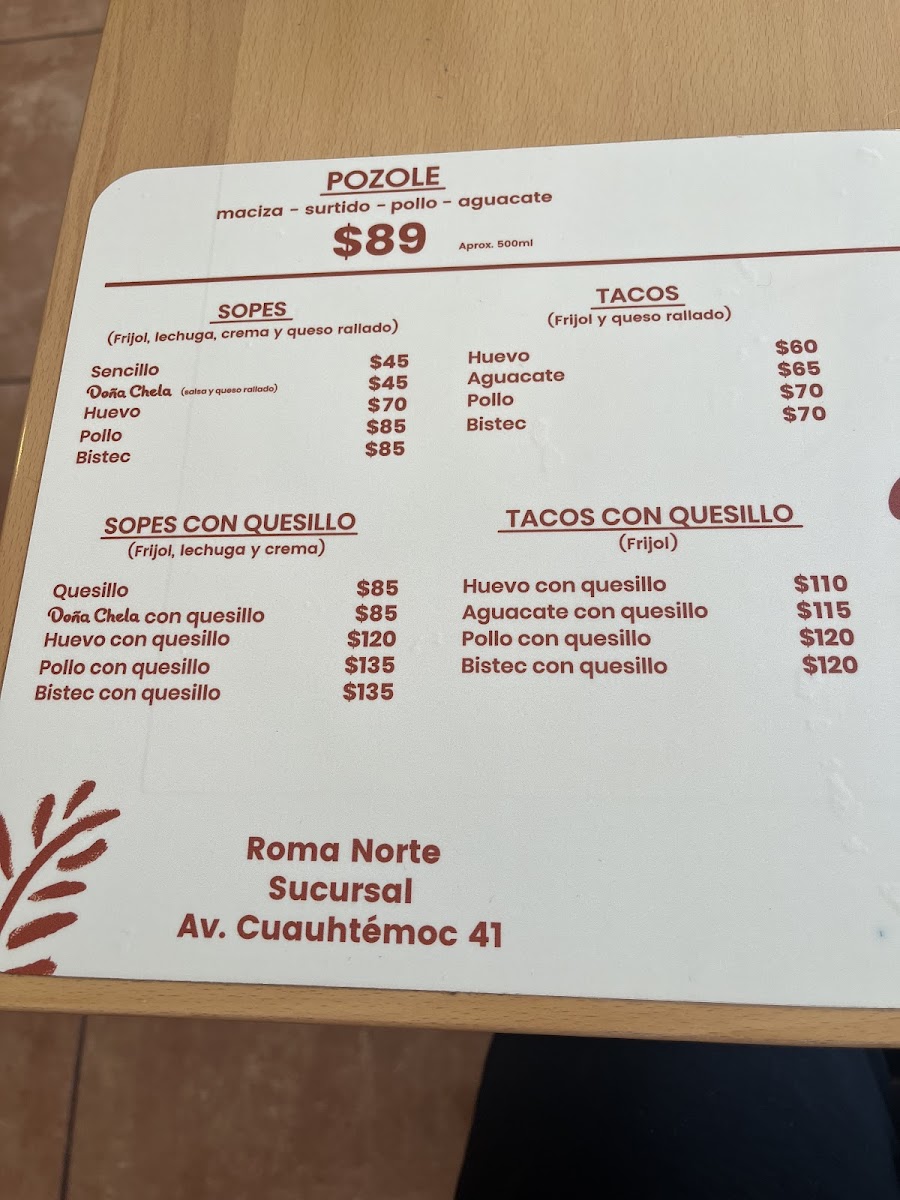 POZOLE
maciza - surtido - pollo - aguacate
$89 Aprox. 500ml
SOPES
(Frijol, lechuga, crema y queso rallado)
Sencillo $45
Doña Chela (salsa y queso rallado) $45
Huevo $70
Pollo $85
Bistec $85
TACOS
(Frijol y queso rallado)
Huevo $60
Aguacate $65
Pollo $70
Bistec $70
SOPES CON QUESILLO
(Frijol, lechuga y crema)
Quesillo $85
Doña Chela con quesillo $85
Huevo con quesillo $120
Pollo con quesillo $135
Bistec con quesillo $135
TACOS CON QUESILLO
(Frijol)
Huevo con quesillo $110
Aguacate con quesillo $115
Pollo con quesillo $120
Bistec con quesillo $120
Roma Norte
Sucursal
Av. Cuauhtémoc 41